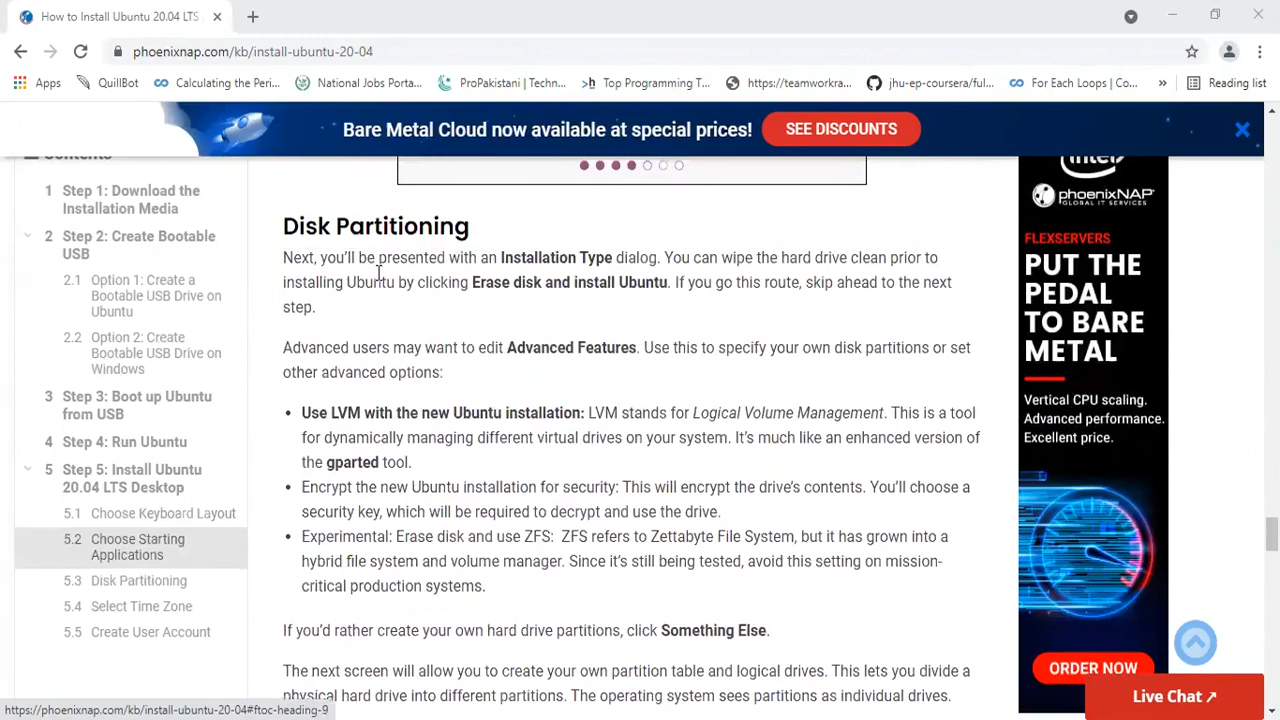 How to Install Ubuntu 20.04 LTS
phoenixnap.com/kb/install-ubuntu-20-04
Apps QuillBot Calculating the Peri... National Jobs Porta... ProPakistani | Techn... Top Programming T... https://teamworkra... jhu-ep-coursera/ful... For Each Loops | Co... » Reading list
Bare Metal Cloud now available at special prices! SEE DISCOUNTS
Contents
1 Step 1: Download the
Installation Media
2 Step 2: Create Bootable
USB
2.1 Option 1: Create a
Bootable USB Drive on
Ubuntu
2.2 Option 2: Create
Bootable USB Drive on
Windows
3 Step 3: Boot up Ubuntu
from USB
4 Step 4: Run Ubuntu
5 Step 5: Install Ubuntu
20.04 LTS Desktop
5.1 Choose Keyboard Layout
5.2 Choose Starting
Applications
5.3 Disk Partitioning
5.4 Select Time Zone
5.5 Create User Account
Disk Partitioning
Next, you'll be presented with an Installation Type dialog. You can wipe the hard drive clean prior to
installing Ubuntu by clicking Erase disk and install Ubuntu. If you go this route, skip ahead to the next
step.
Advanced users may want to edit Advanced Features. Use this to specify your own disk partitions or set
other advanced options:
• Use LVM with the new Ubuntu installation: LVM stands for Logical Volume Management. This is a tool
for dynamically managing different virtual drives on your system. It's much like an enhanced version of
the gparted tool.
• Encrypt the new Ubuntu installation for security: This will encrypt the drive's contents. You'll choose a
security key, which will be required to decrypt and use the drive.
• Experimental: Erase disk and use ZFS: ZFS refers to Zettabyte File System, but it has grown into a
hybrid file system and volume manager. Since it's still being tested, avoid this setting on mission-
critical production systems.
If you'd rather create your own hard drive partitions, click Something Else.
The next screen will allow you to create your own partition table and logical drives. This lets you divide a
physical hard drive into different partitions. The operating system sees partitions as individual drives.
intel
phoenixNAP
GLOBAL IT SERVICES
FLEXSERVERS
PUT THE
PEDAL
TO BARE
METAL
Vertical CPU scaling.
Advanced performance.
Excellent price.
ORDER NOW
Live Chat
https://phoenixnap.com/kb/install-ubuntu-20-04#ftoc-heading-9